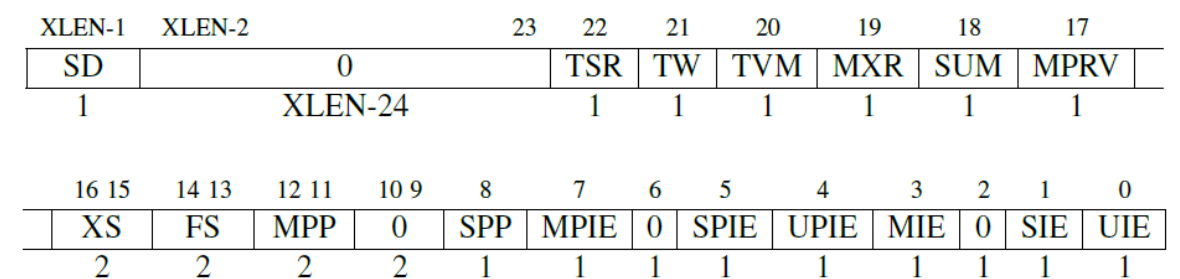 XLEN-1 XLEN-2 23 22 21 20 19 18 17
SD 0 TSR TW TVM MXR SUM MPRV
1 XLEN-24 1 1 1 1 1 1
16 15 14 13 12 11 10 9 8 7 6 5 4 3 2 1 0
XS FS MPP 0 SPP MPIE 0 SPIE UPIE MIE 0 SIE UIE
2 2 2 2 1 1 1 1 1 1 1 1 1